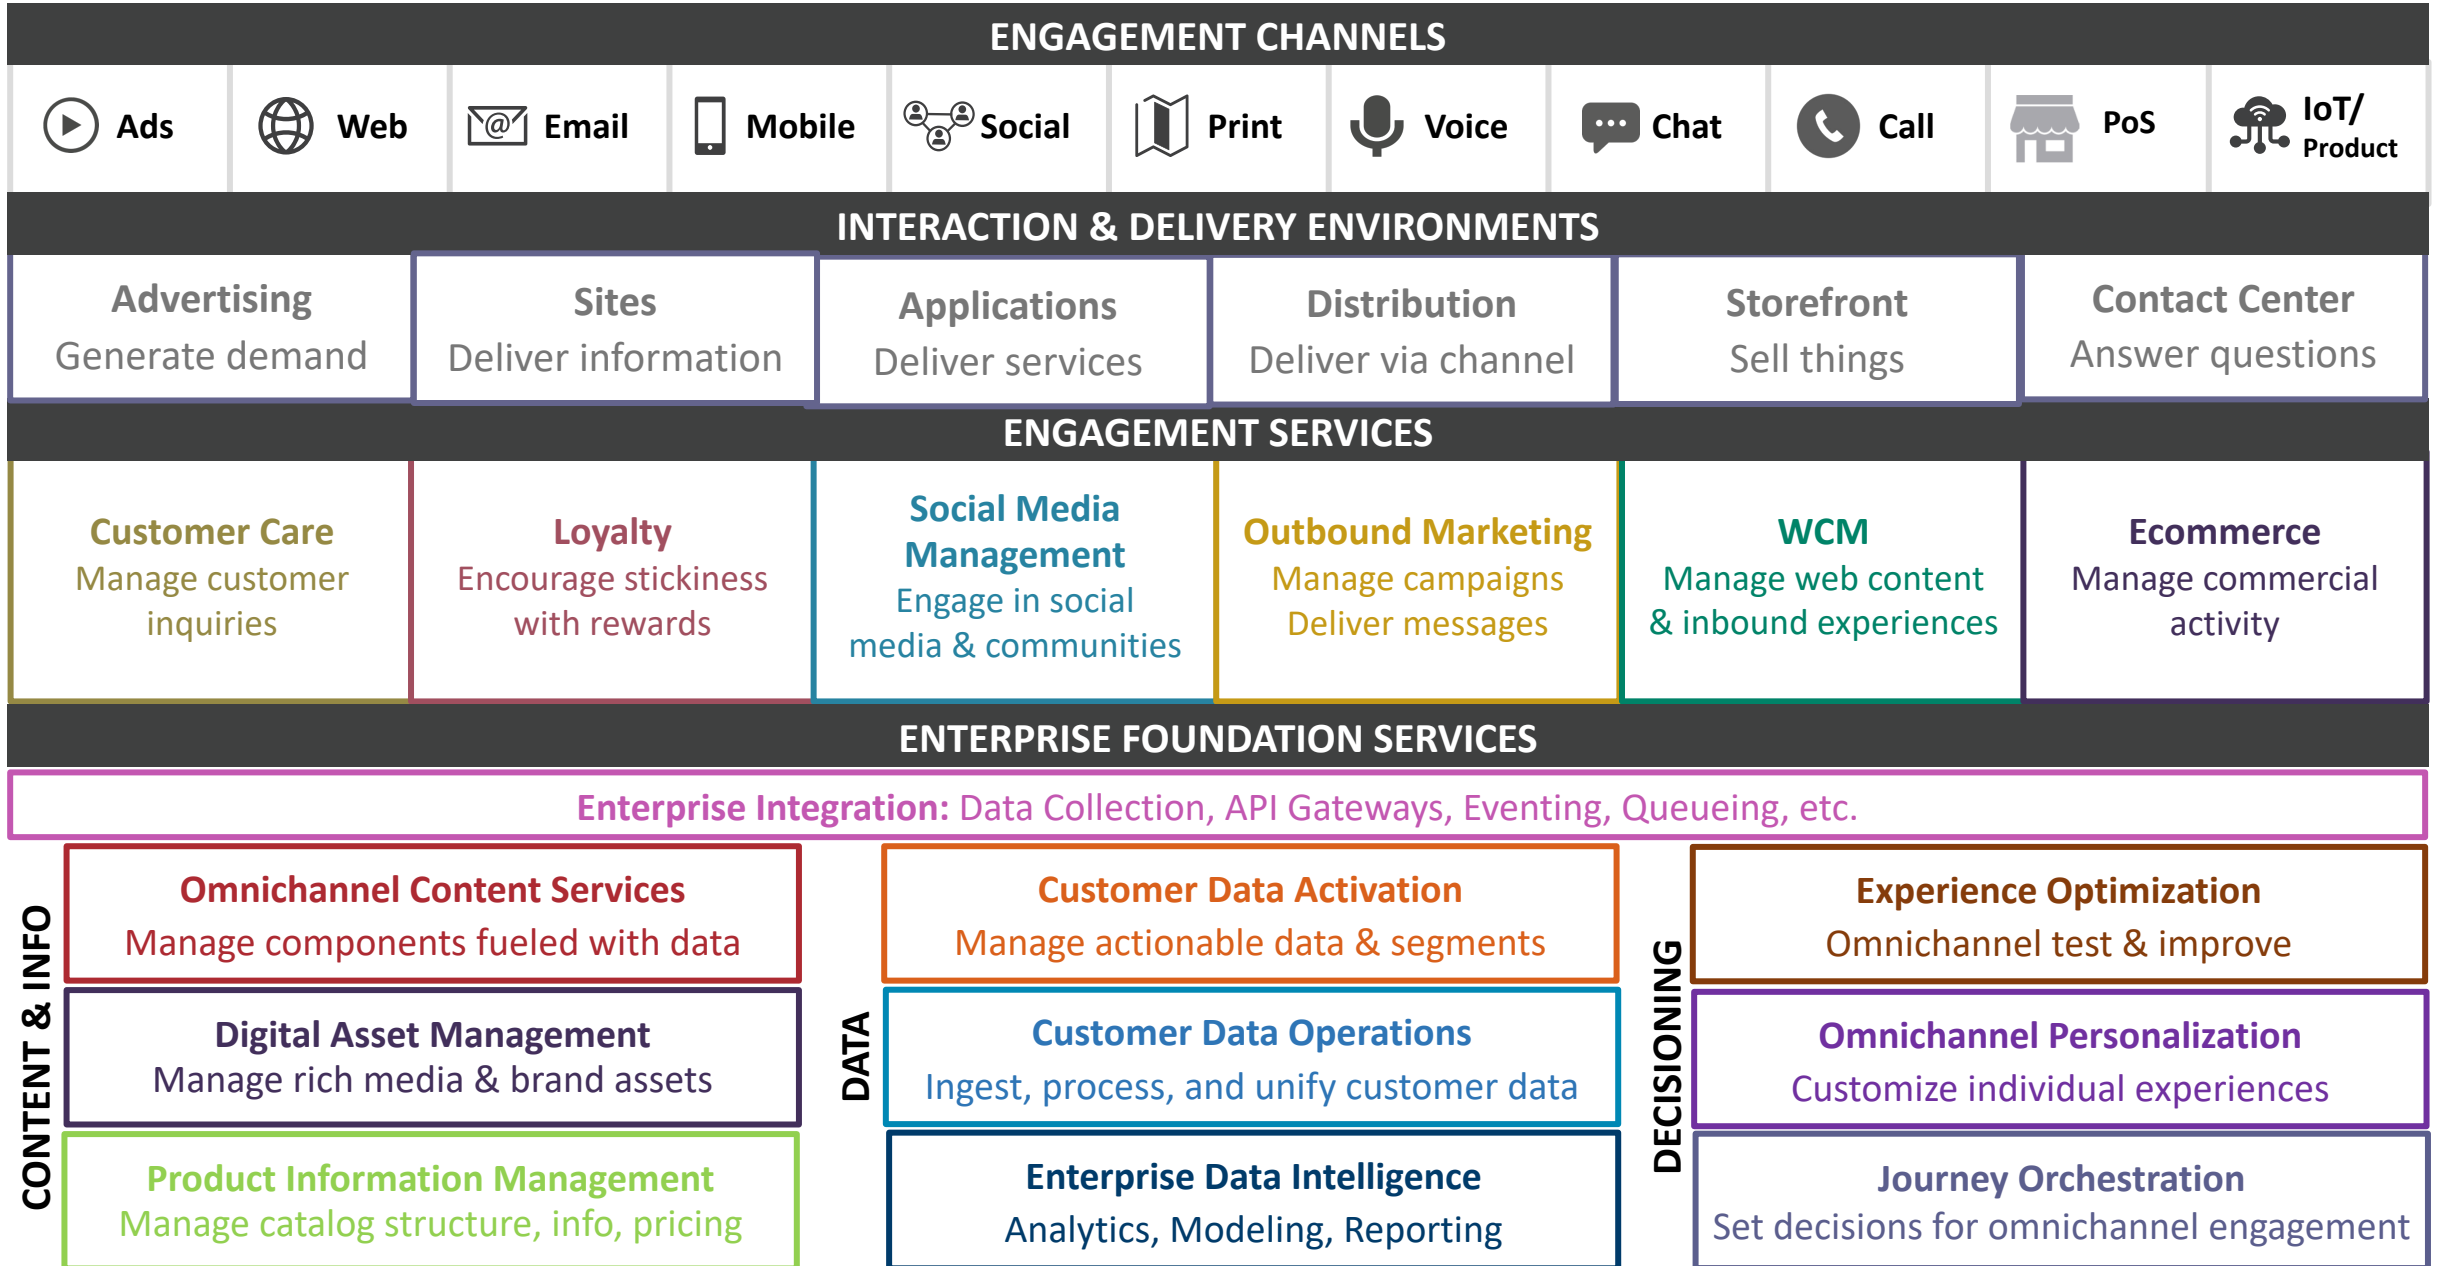 ENGAGEMENT CHANNELS
Ads
Web
@
Email
Mobile
Social
Print
Voice
Chat
Call
PoS
IoT/
Product
INTERACTION & DELIVERY ENVIRONMENTS
Advertising
Generate demand
Sites
Deliver information
Applications
Deliver services
Distribution
Deliver via channel
Storefront
Sell things
Contact Center
Answer questions
ENGAGEMENT SERVICES
Customer Care
Manage customer
inquiries
Loyalty
Encourage stickiness
with rewards
Social Media
Management
Engage in social
media & communities
Outbound Marketing
Manage campaigns
Deliver messages
WCM
Manage web content
& inbound experiences
Ecommerce
Manage commercial
activity
ENTERPRISE FOUNDATION SERVICES
Enterprise Integration: Data Collection, API Gateways, Eventing, Queueing, etc.
CONTENT & INFO
Omnichannel Content Services
Manage components fueled with data
Digital Asset Management
Manage rich media & brand assets
Product Information Management
Manage catalog structure, info, pricing
DATA
Customer Data Activation
Manage actionable data & segments
Customer Data Operations
Ingest, process, and unify customer data
Enterprise Data Intelligence
Analytics, Modeling, Reporting
DECISIONING
Experience Optimization
Omnichannel test & improve
Omnichannel Personalization
Customize individual experiences
Journey Orchestration
Set decisions for omnichannel engagement